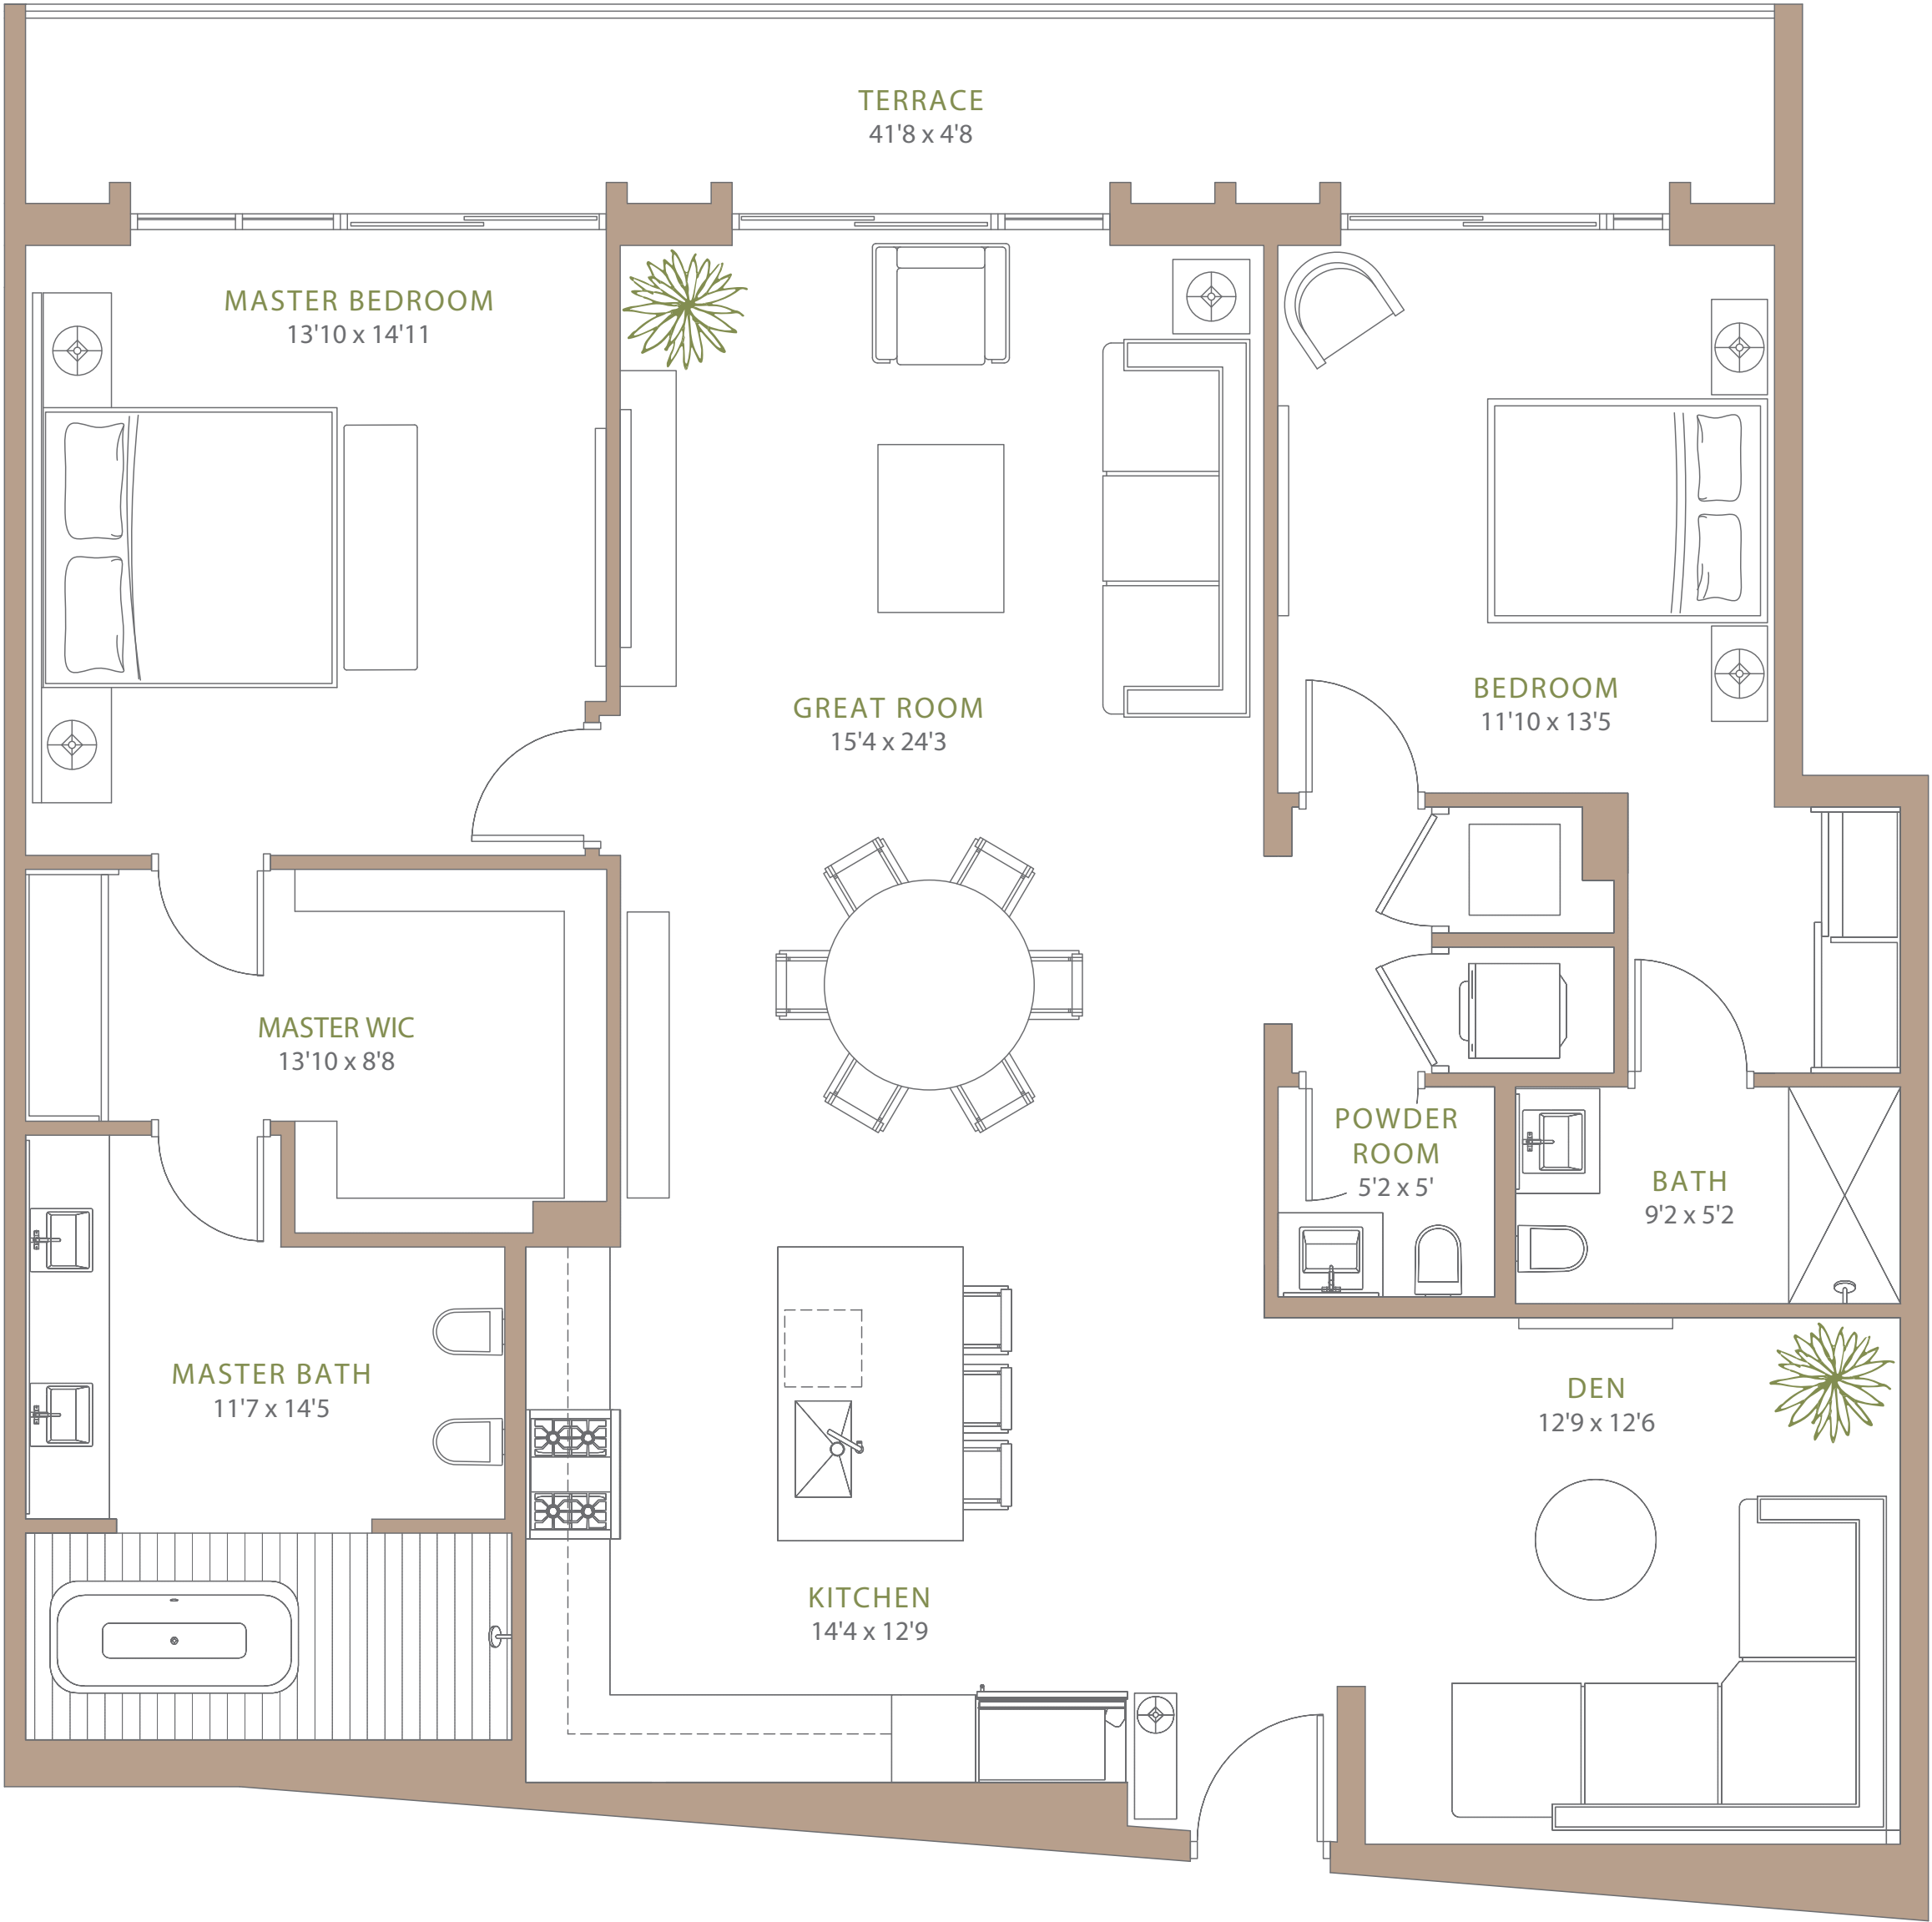 TERRACE
41'8 x 4'8
MASTER BEDROOM
13'10 x 14'11
GREAT ROOM
15'4 x 24'3
BEDROOM
11'10 x 13'5
MASTER WIC
13'10 x 8'8
POWDER
ROOM
5'2 x 5'
BATH
9'2 x 5'2
MASTER BATH
11'7 x 14'5
DEN
12'9 x 12'6
KITCHEN
14'4 x 12'9